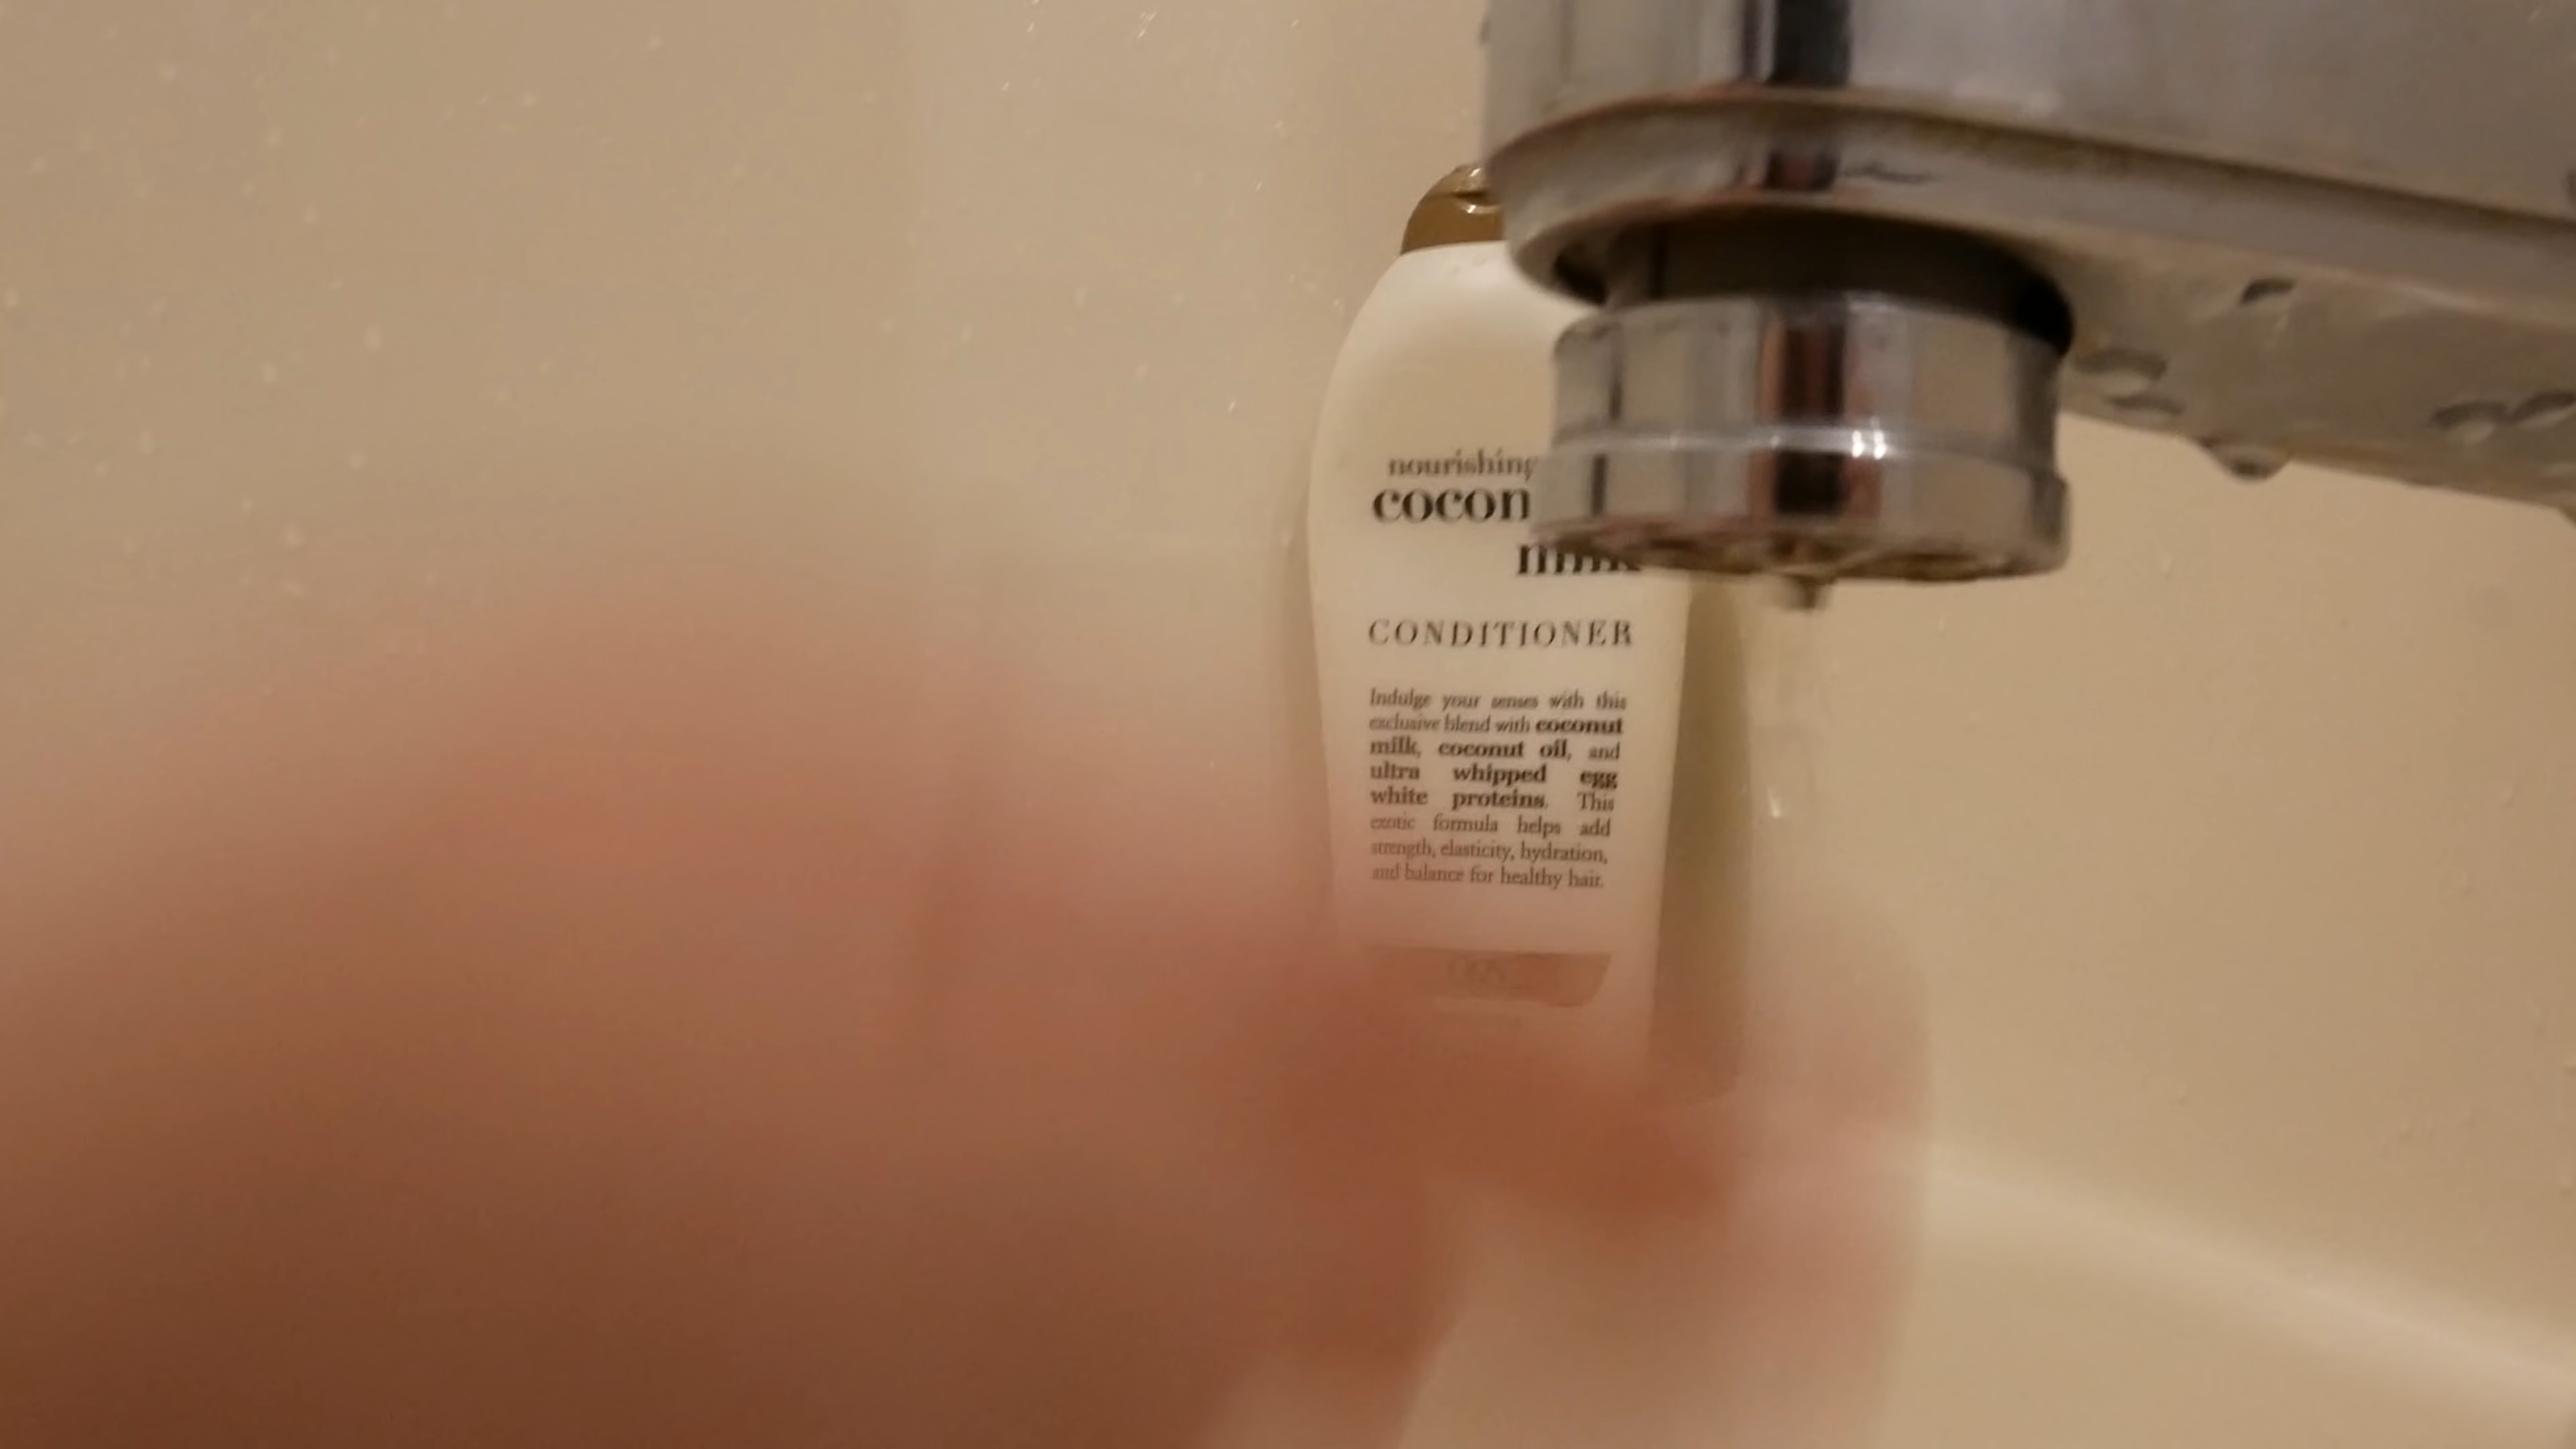 nourishing
cocon
milk
CONDITIONER
Indulge your senses with this
exclusive blend with coconut
milk, coconut oil, and
ultra whipped egg
white proteins. This
exotic formula helps add
strength, elasticity, hydration,
and balance for healthy hair.